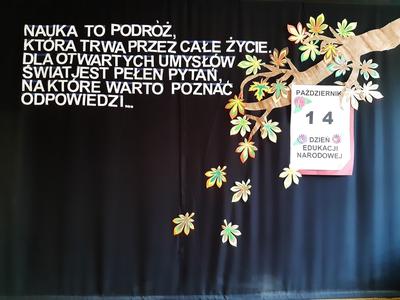 NAUKA TO PODRÓŻ,
KTÓRA TRWA PRZEZ CAŁE ŻYCIE.
DLA OTWARTYCH UMYSŁÓW
ŚWIAT JEST PEŁEN PYTAŃ,
NA KTÓRE WARTO POZNAĆ
ODPOWIEDZI...
PAŹDZIERNIK
14
DZIEŃ
EDUKACJI
NARODOWEJ